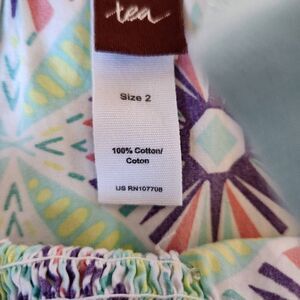 tea
Size 2
100% Cotton/
Coton
US RN107708